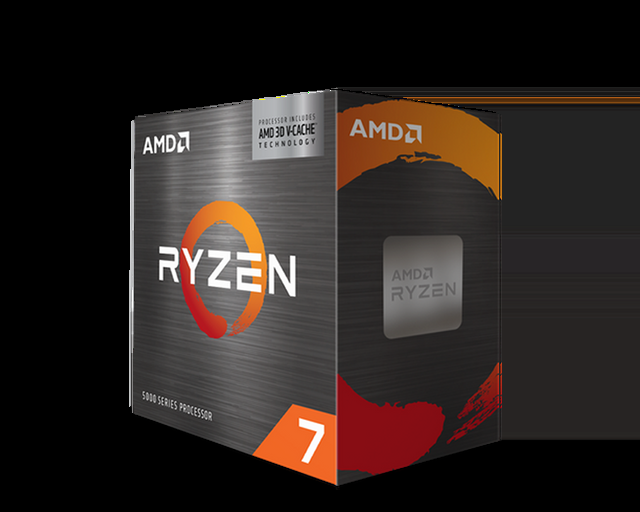 AMD
PROCESSOR INCLUDES
AMD 3D V-CACHE™
TECHNOLOGY
RYZEN
5000 SERIES PROCESSOR
7
AMD
AMD
RYZEN